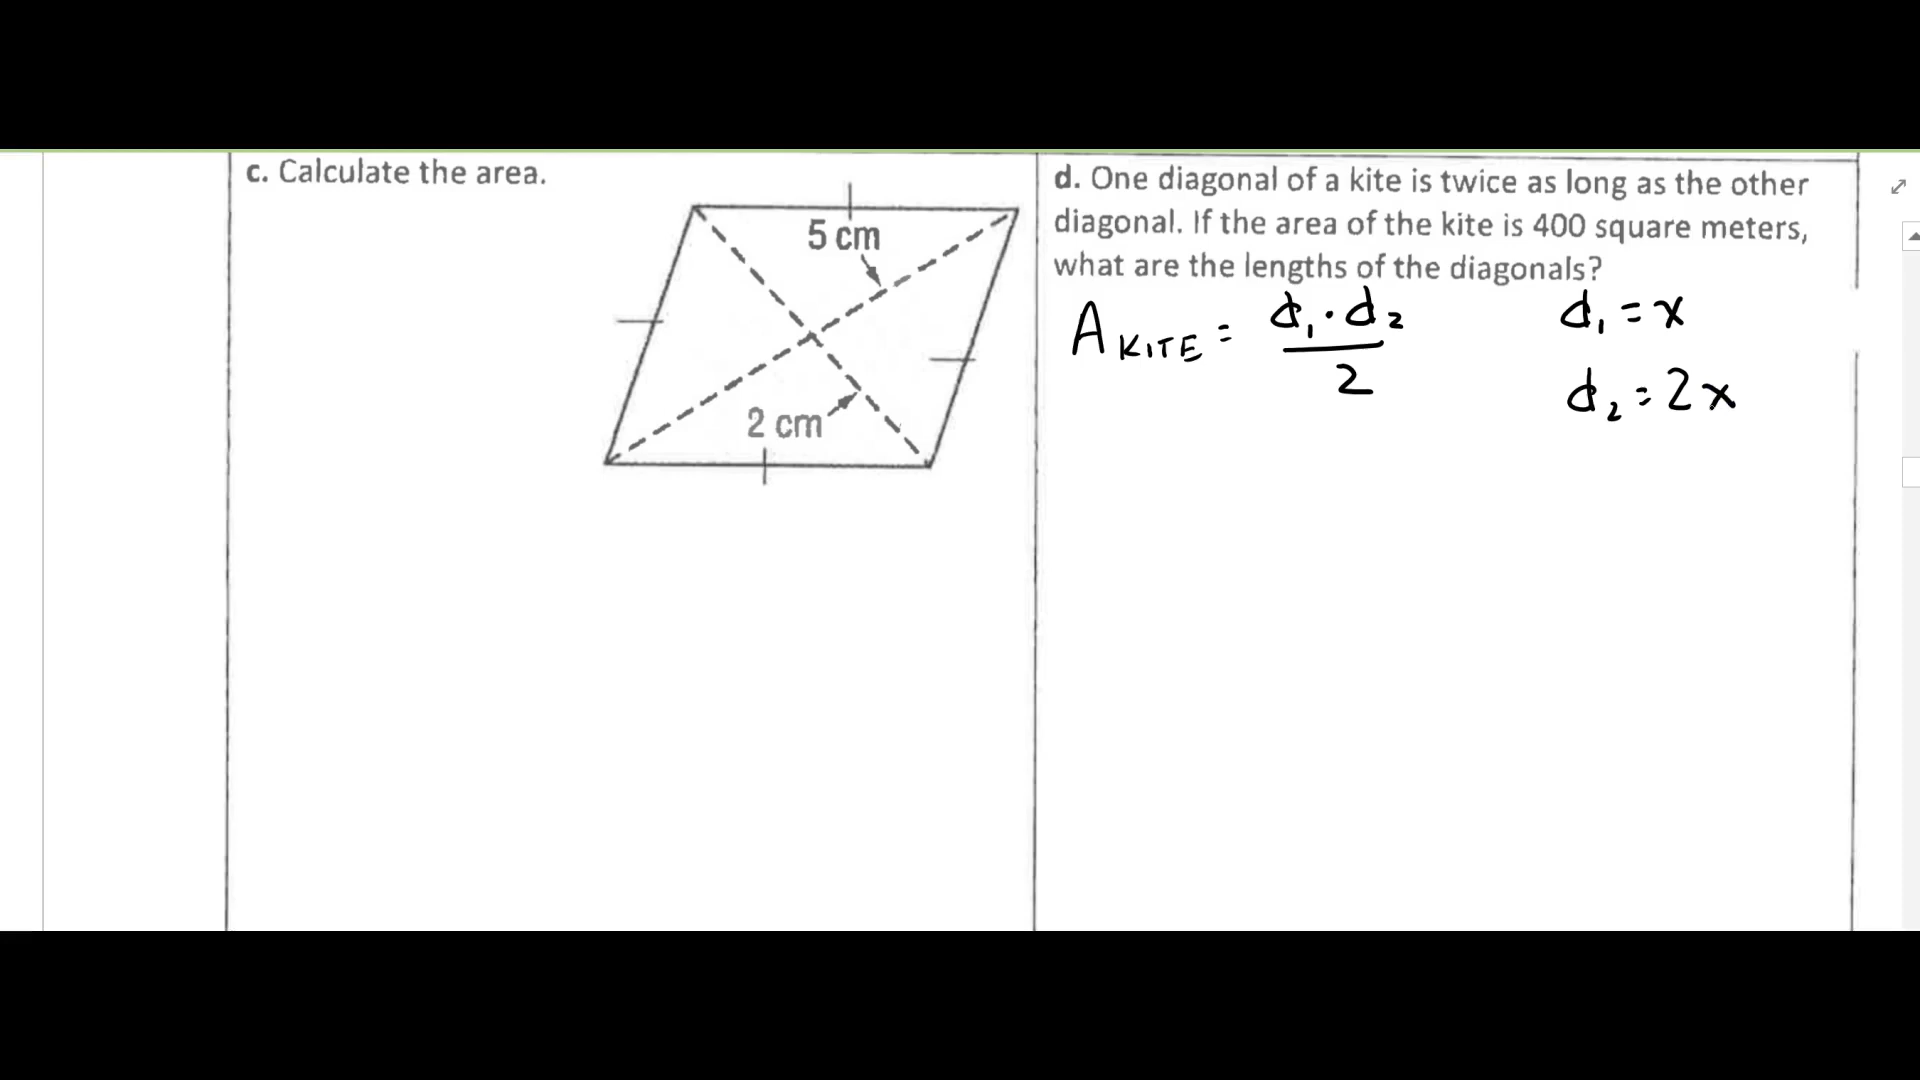 c. Calculate the area.
5 cm
2 cm
d. One diagonal of a kite is twice as long as the other
diagonal. If the area of the kite is 400 square meters,
what are the lengths of the diagonals?
A KITE = d₁ · d₂ / 2
d₁ = x
d₂ = 2x